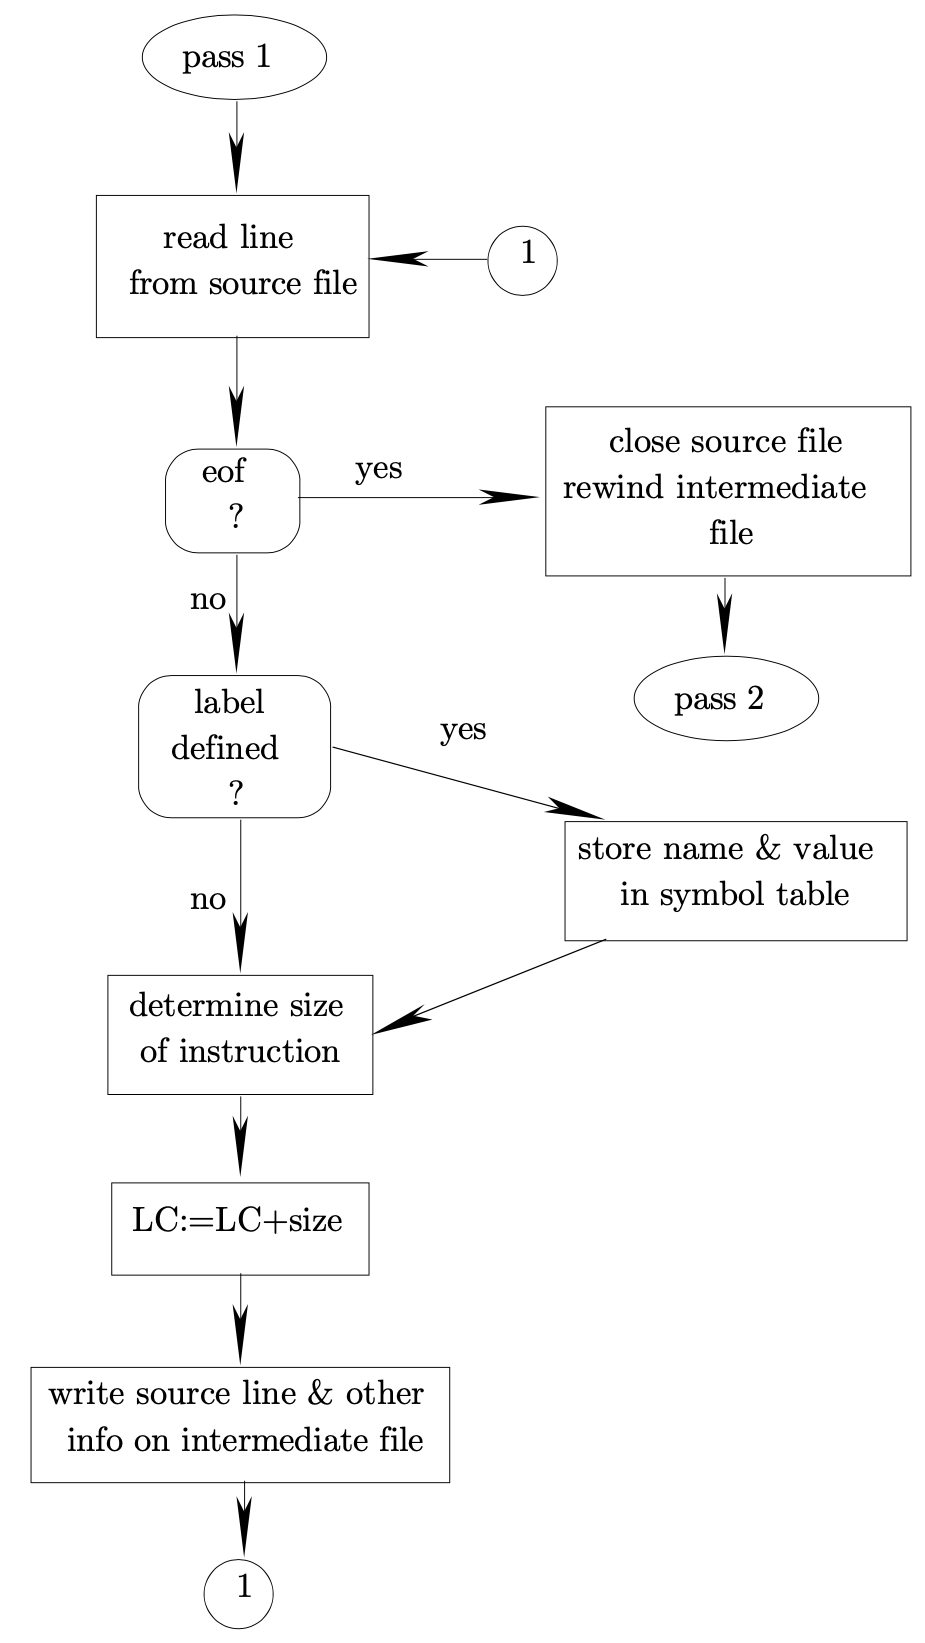 pass 1
read line
from source file
1
eof
?
yes
close source file
rewind intermediate
file
no
pass 2
label
defined
?
yes
store name & value
in symbol table
no
determine size
of instruction
LC:=LC+size
write source line & other
info on intermediate file
1